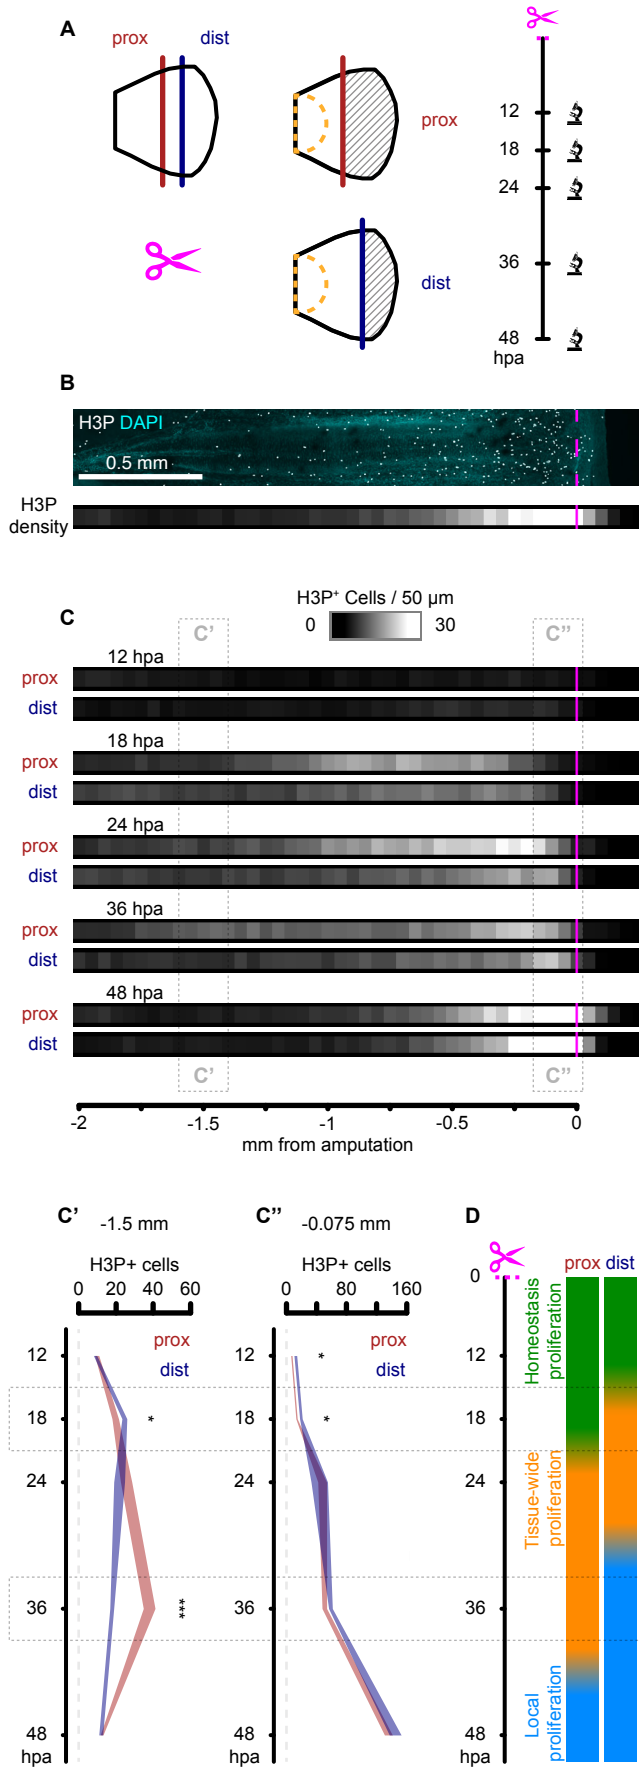 A
prox
dist
prox
dist
12
18
24
36
48
hpa
B
H3P DAPI
0.5 mm
H3P
density
C
H3P⁺ Cells / 50 µm
0
30
C'
C"
12 hpa
prox
dist
18 hpa
prox
dist
24 hpa
prox
dist
36 hpa
prox
dist
48 hpa
prox
dist
C'
C"
-2
-1.5
-1
-0.5
0
mm from amputation
C'
-1.5 mm
H3P+ cells
0
20
40
60
prox
dist
12
18
24
36
48
hpa
*
***
C"
-0.075 mm
H3P+ cells
0
80
160
prox
dist
12
18
24
36
48
hpa
*
*
D
prox
dist
0
12
18
24
36
48
hpa
Homeostasis
proliferation
Tissue-wide
proliferation
Local
proliferation